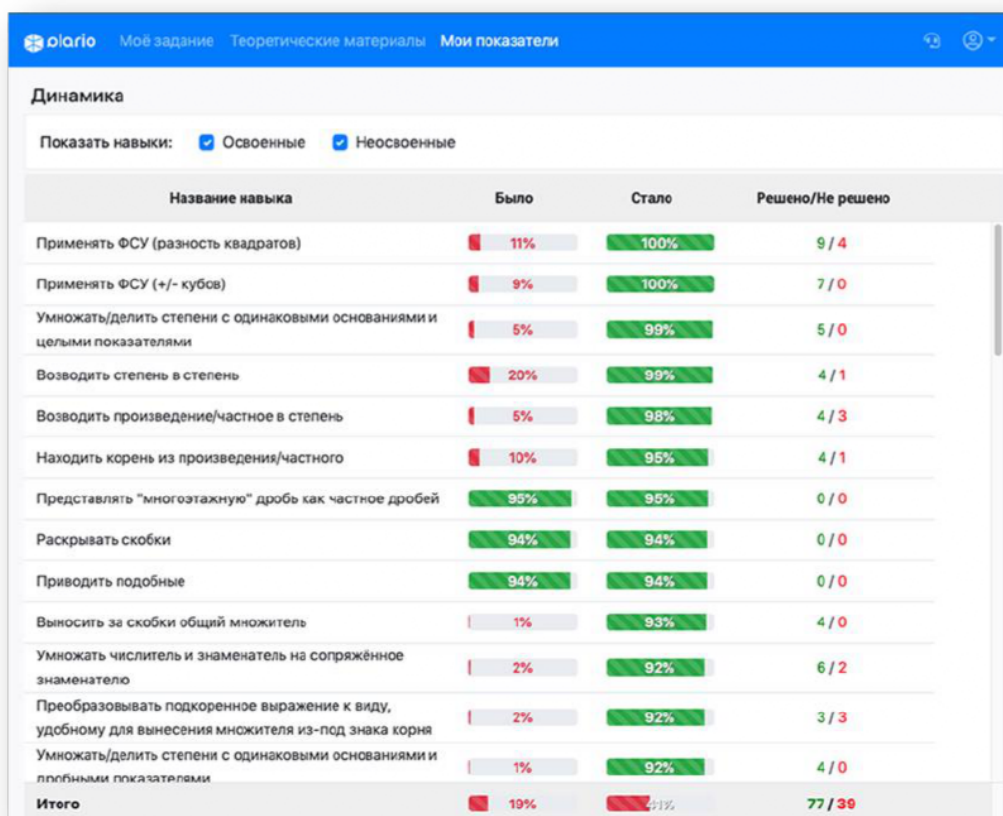 plario Моё задание Теоретические материалы Мои показатели
Динамика
Показать навыки: Освоенные Неосвоенные
Название навыка Было Стало Решено/Не решено
Применять ФСУ (разность квадратов) 11% 100% 9 / 4
Применять ФСУ (+/- кубов) 9% 100% 7 / 0
Умножать/делить степени с одинаковыми основаниями и
целыми показателями 5% 99% 5 / 0
Возводить степень в степень 20% 99% 4 / 1
Возводить произведение/частное в степень 5% 98% 4 / 3
Находить корень из произведения/частного 10% 95% 4 / 1
Представлять "многоэтажную" дробь как частное дробей 95% 95% 0 / 0
Раскрывать скобки 94% 94% 0 / 0
Приводить подобные 94% 94% 0 / 0
Выносить за скобки общий множитель 1% 93% 4 / 0
Умножать числитель и знаменатель на сопряжённое
знаменателю 2% 92% 6 / 2
Преобразовывать подкоренное выражение к виду,
удобному для вынесения множителя из-под знака корня 2% 92% 3 / 3
Умножать/делить степени с одинаковыми основаниями и
дробными показателями 1% 92% 4 / 0
Итого 19% 41% 77 / 39